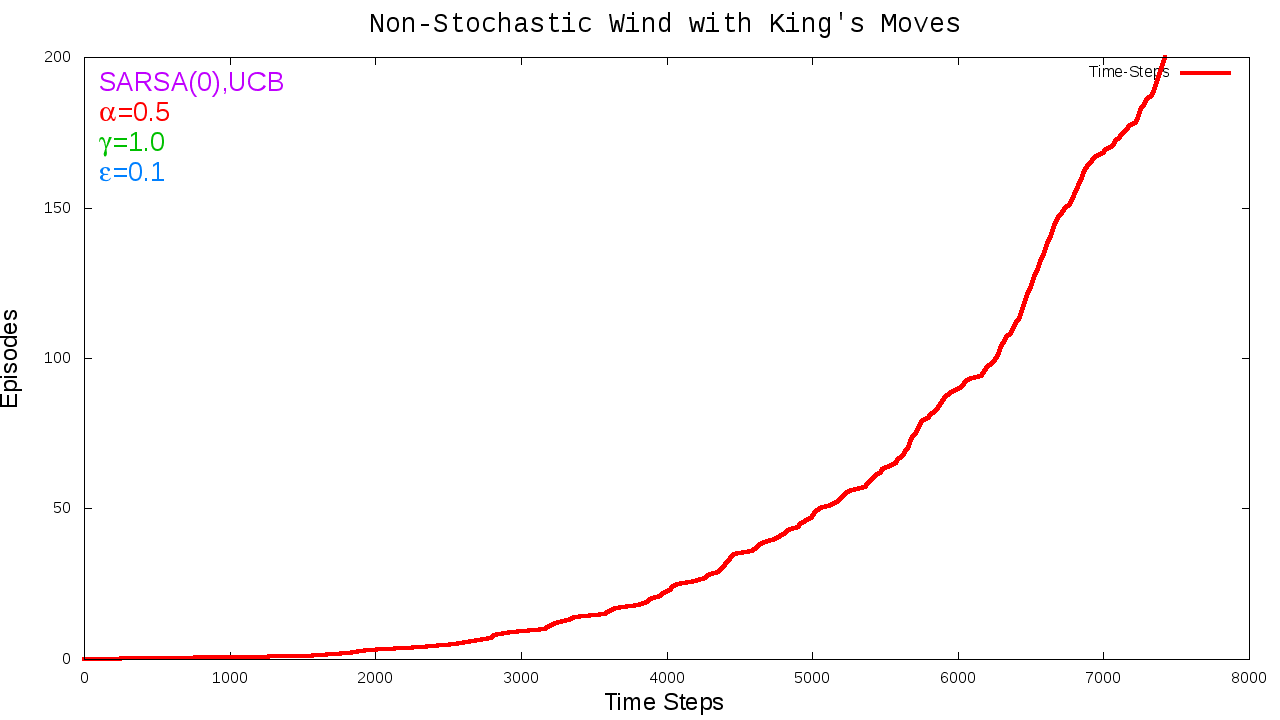 Non-Stochastic Wind with King's Moves
SARSA(0),UCB
α=0.5
γ=1.0
ε=0.1
Time-Steps
200
150
100
50
0
Episodes
0 1000 2000 3000 4000 5000 6000 7000 8000
Time Steps